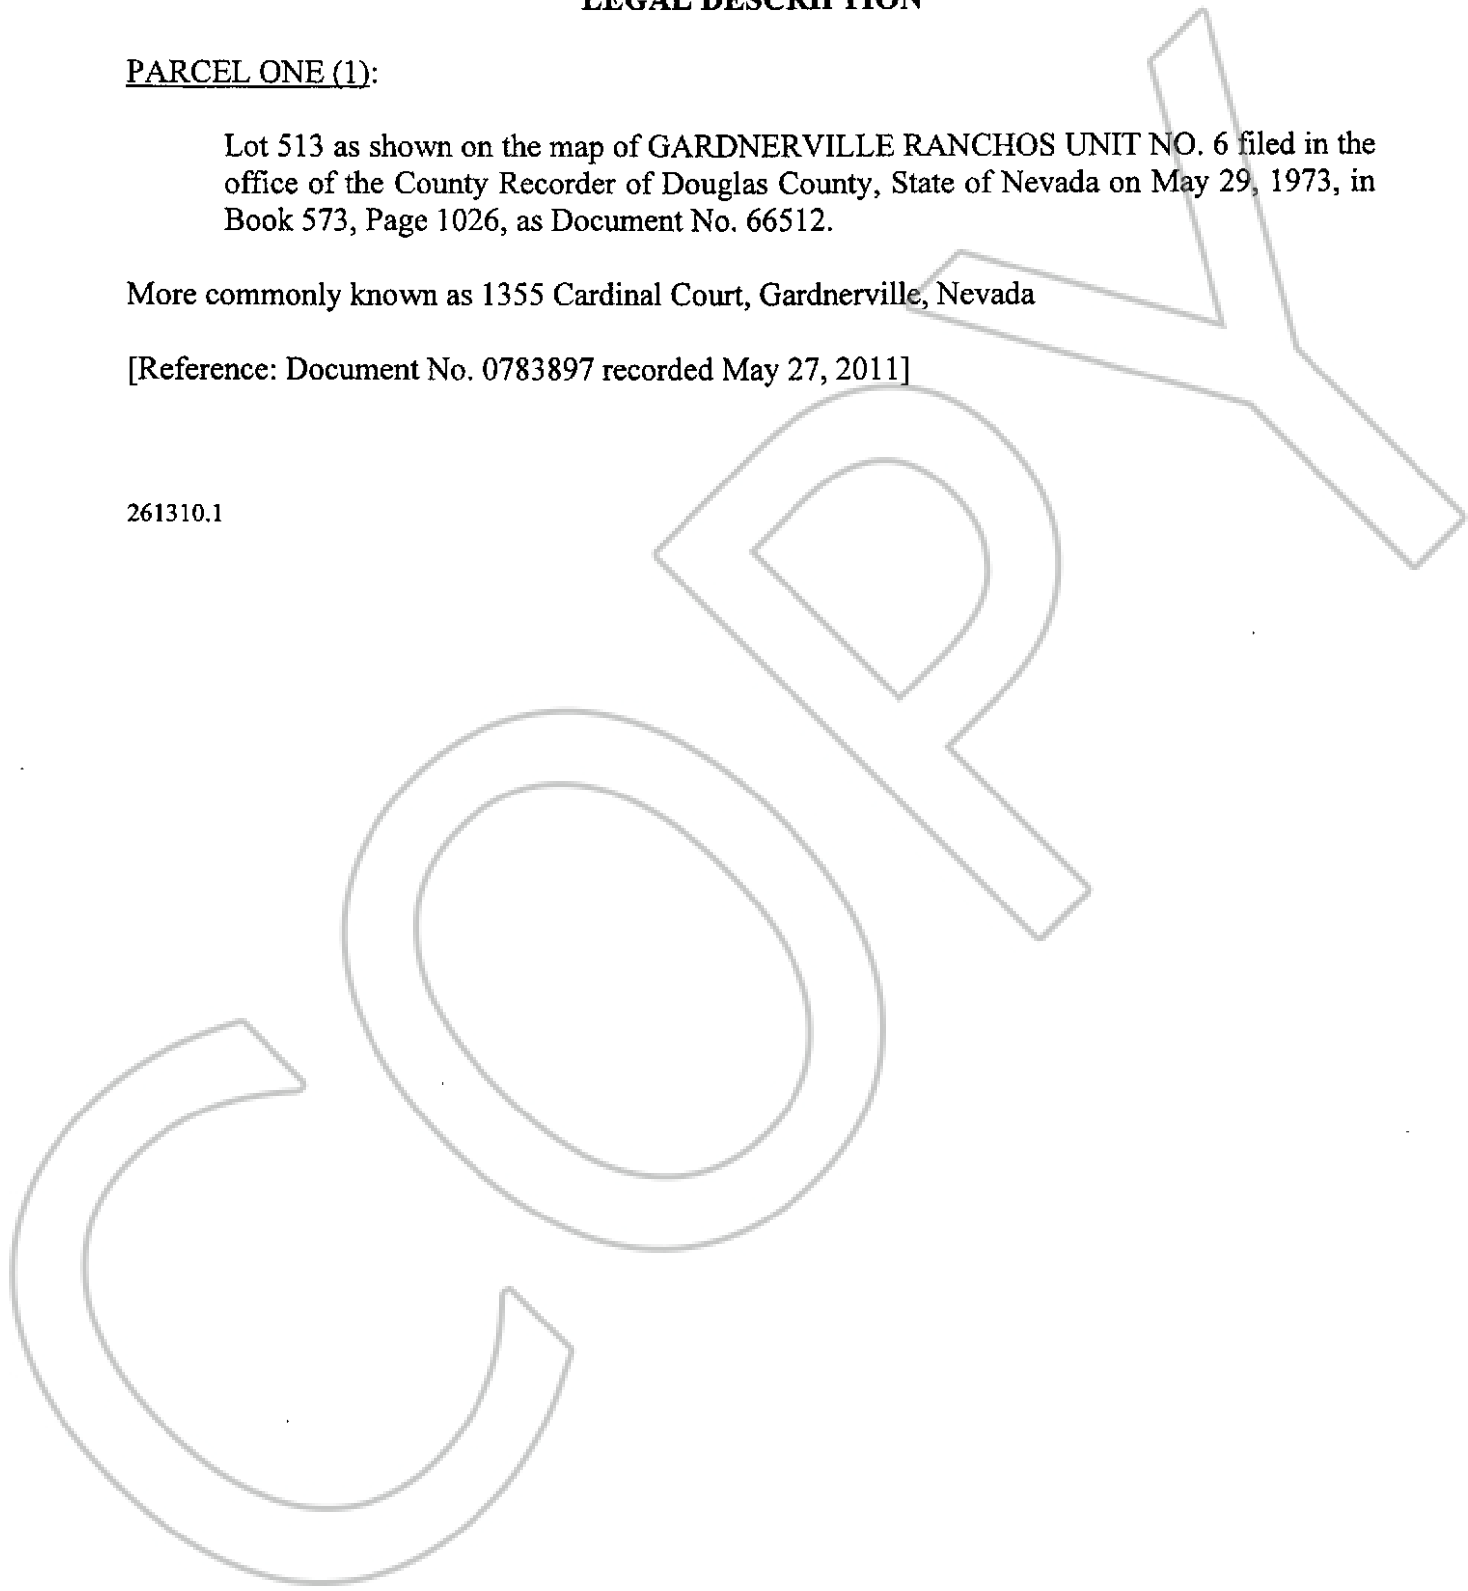 LEGAL DESCRIPTION
PARCEL ONE (1):
Lot 513 as shown on the map of GARDNERVILLE RANCHOS UNIT NO. 6 filed in the
office of the County Recorder of Douglas County, State of Nevada on May 29, 1973, in
Book 573, Page 1026, as Document No. 66512.
More commonly known as 1355 Cardinal Court, Gardnerville, Nevada
[Reference: Document No. 0783897 recorded May 27, 2011]
261310.1
COPY